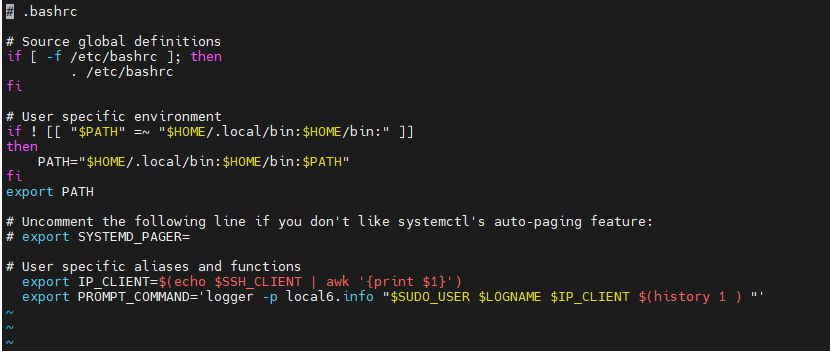 # .bashrc
# Source global definitions
if [ -f /etc/bashrc ]; then
        . /etc/bashrc
fi
# User specific environment
if ! [[ "$PATH" =~ "$HOME/.local/bin:$HOME/bin:" ]]
then
    PATH="$HOME/.local/bin:$HOME/bin:$PATH"
fi
export PATH
# Uncomment the following line if you don't like systemctl's auto-paging feature:
# export SYSTEMD_PAGER=
# User specific aliases and functions
  export IP_CLIENT=$(echo $SSH_CLIENT | awk '{print $1}')
  export PROMPT_COMMAND='logger -p local6.info "$SUDO_USER $LOGNAME $IP_CLIENT $(history 1 ) "'
~
~
~